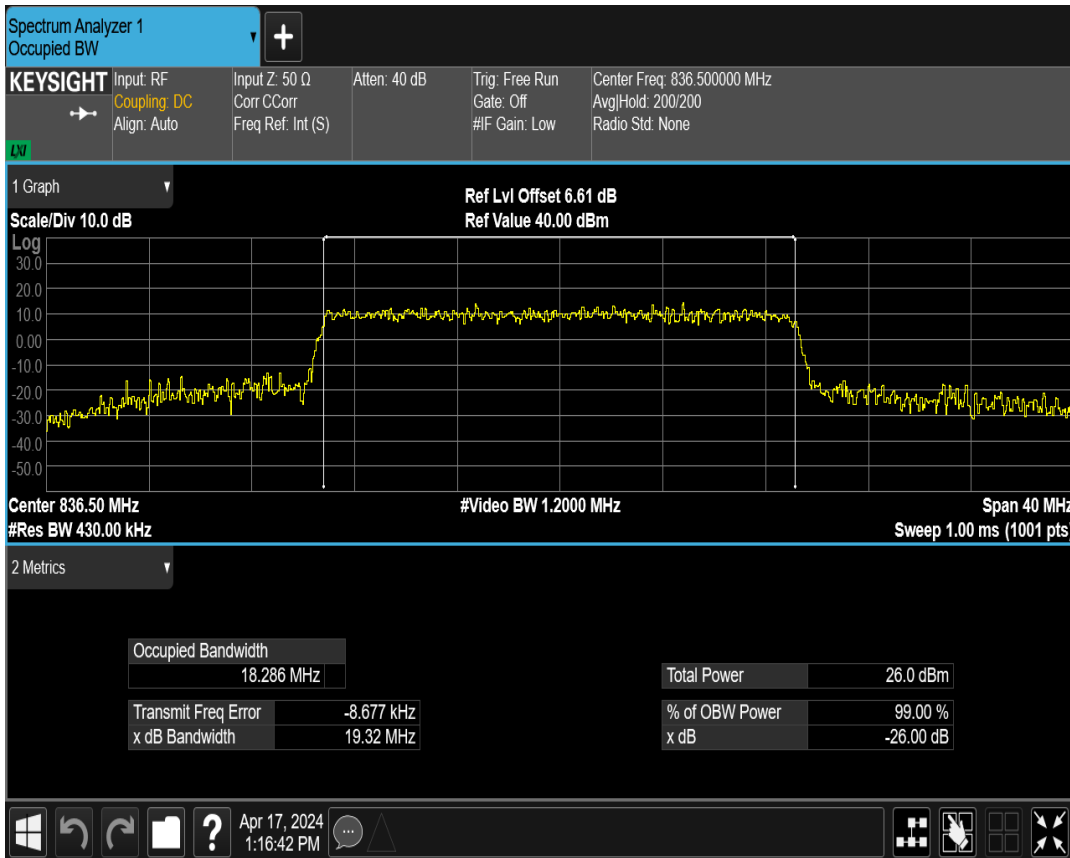 Spectrum Analyzer 1
Occupied BW
+
KEYSIGHT
LXI
Input: RF
Coupling: DC
Align: Auto
Input Z: 50 Ω
Corr CCorr
Freq Ref: Int (S)
Atten: 40 dB
Trig: Free Run
Gate: Off
#IF Gain: Low
Center Freq: 836.500000 MHz
Avg|Hold: 200/200
Radio Std: None
1 Graph
Scale/Div 10.0 dB
Ref Lvl Offset 6.61 dB
Ref Value 40.00 dBm
Log
30.0
20.0
10.0
0.00
-10.0
-20.0
-30.0
-40.0
-50.0
Center 836.50 MHz
#Video BW 1.2000 MHz
Span 40 MHz
#Res BW 430.00 kHz
Sweep 1.00 ms (1001 pts)
2 Metrics
Occupied Bandwidth
18.286 MHz
Total Power 26.0 dBm
Transmit Freq Error -8.677 kHz
% of OBW Power 99.00 %
x dB Bandwidth 19.32 MHz
x dB -26.00 dB
?
Apr 17, 2024
1:16:42 PM